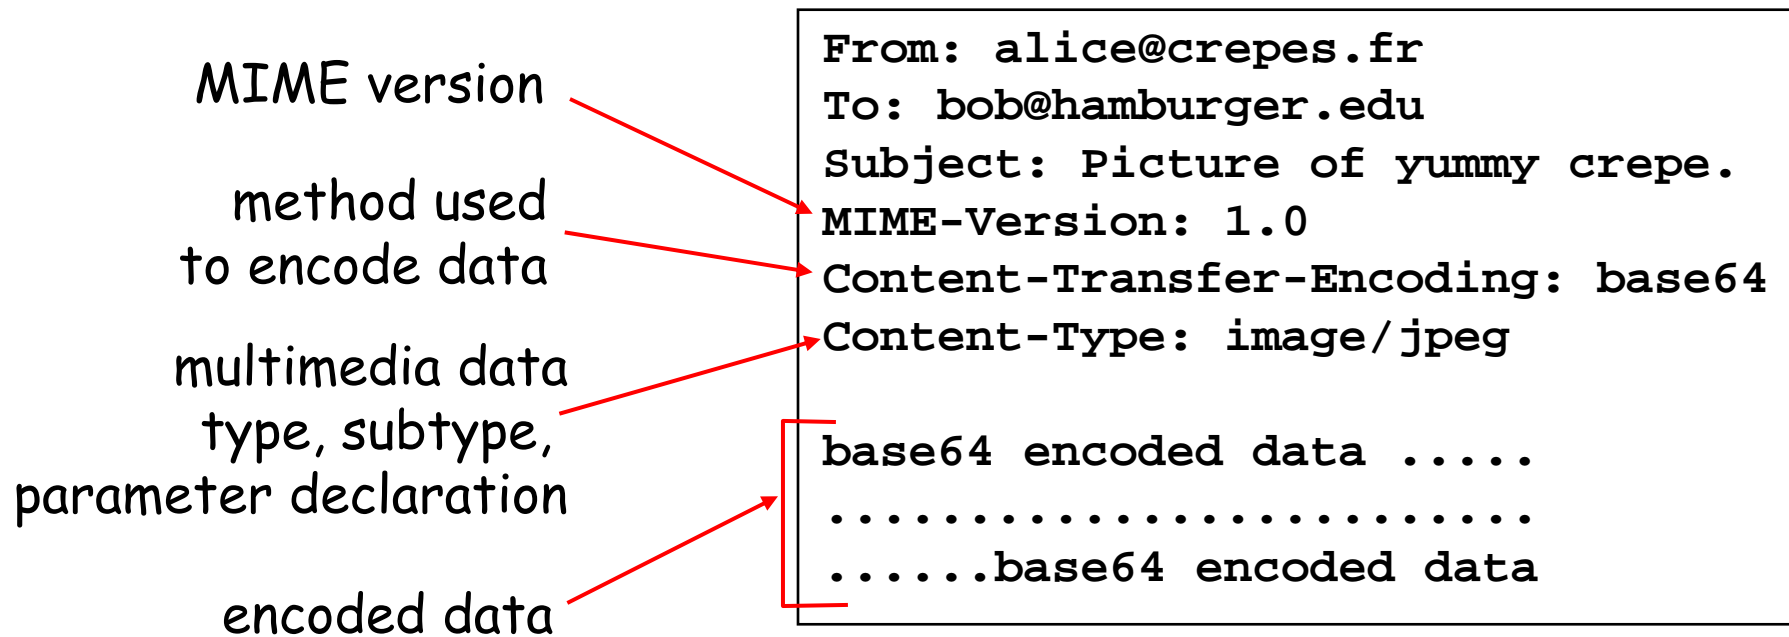 MIME version
method used
to encode data
multimedia data
type, subtype,
parameter declaration
encoded data
From: alice@crepes.fr
To: bob@hamburger.edu
Subject: Picture of yummy crepe.
MIME-Version: 1.0
Content-Transfer-Encoding: base64
Content-Type: image/jpeg
base64 encoded data .....
.........................
......base64 encoded data